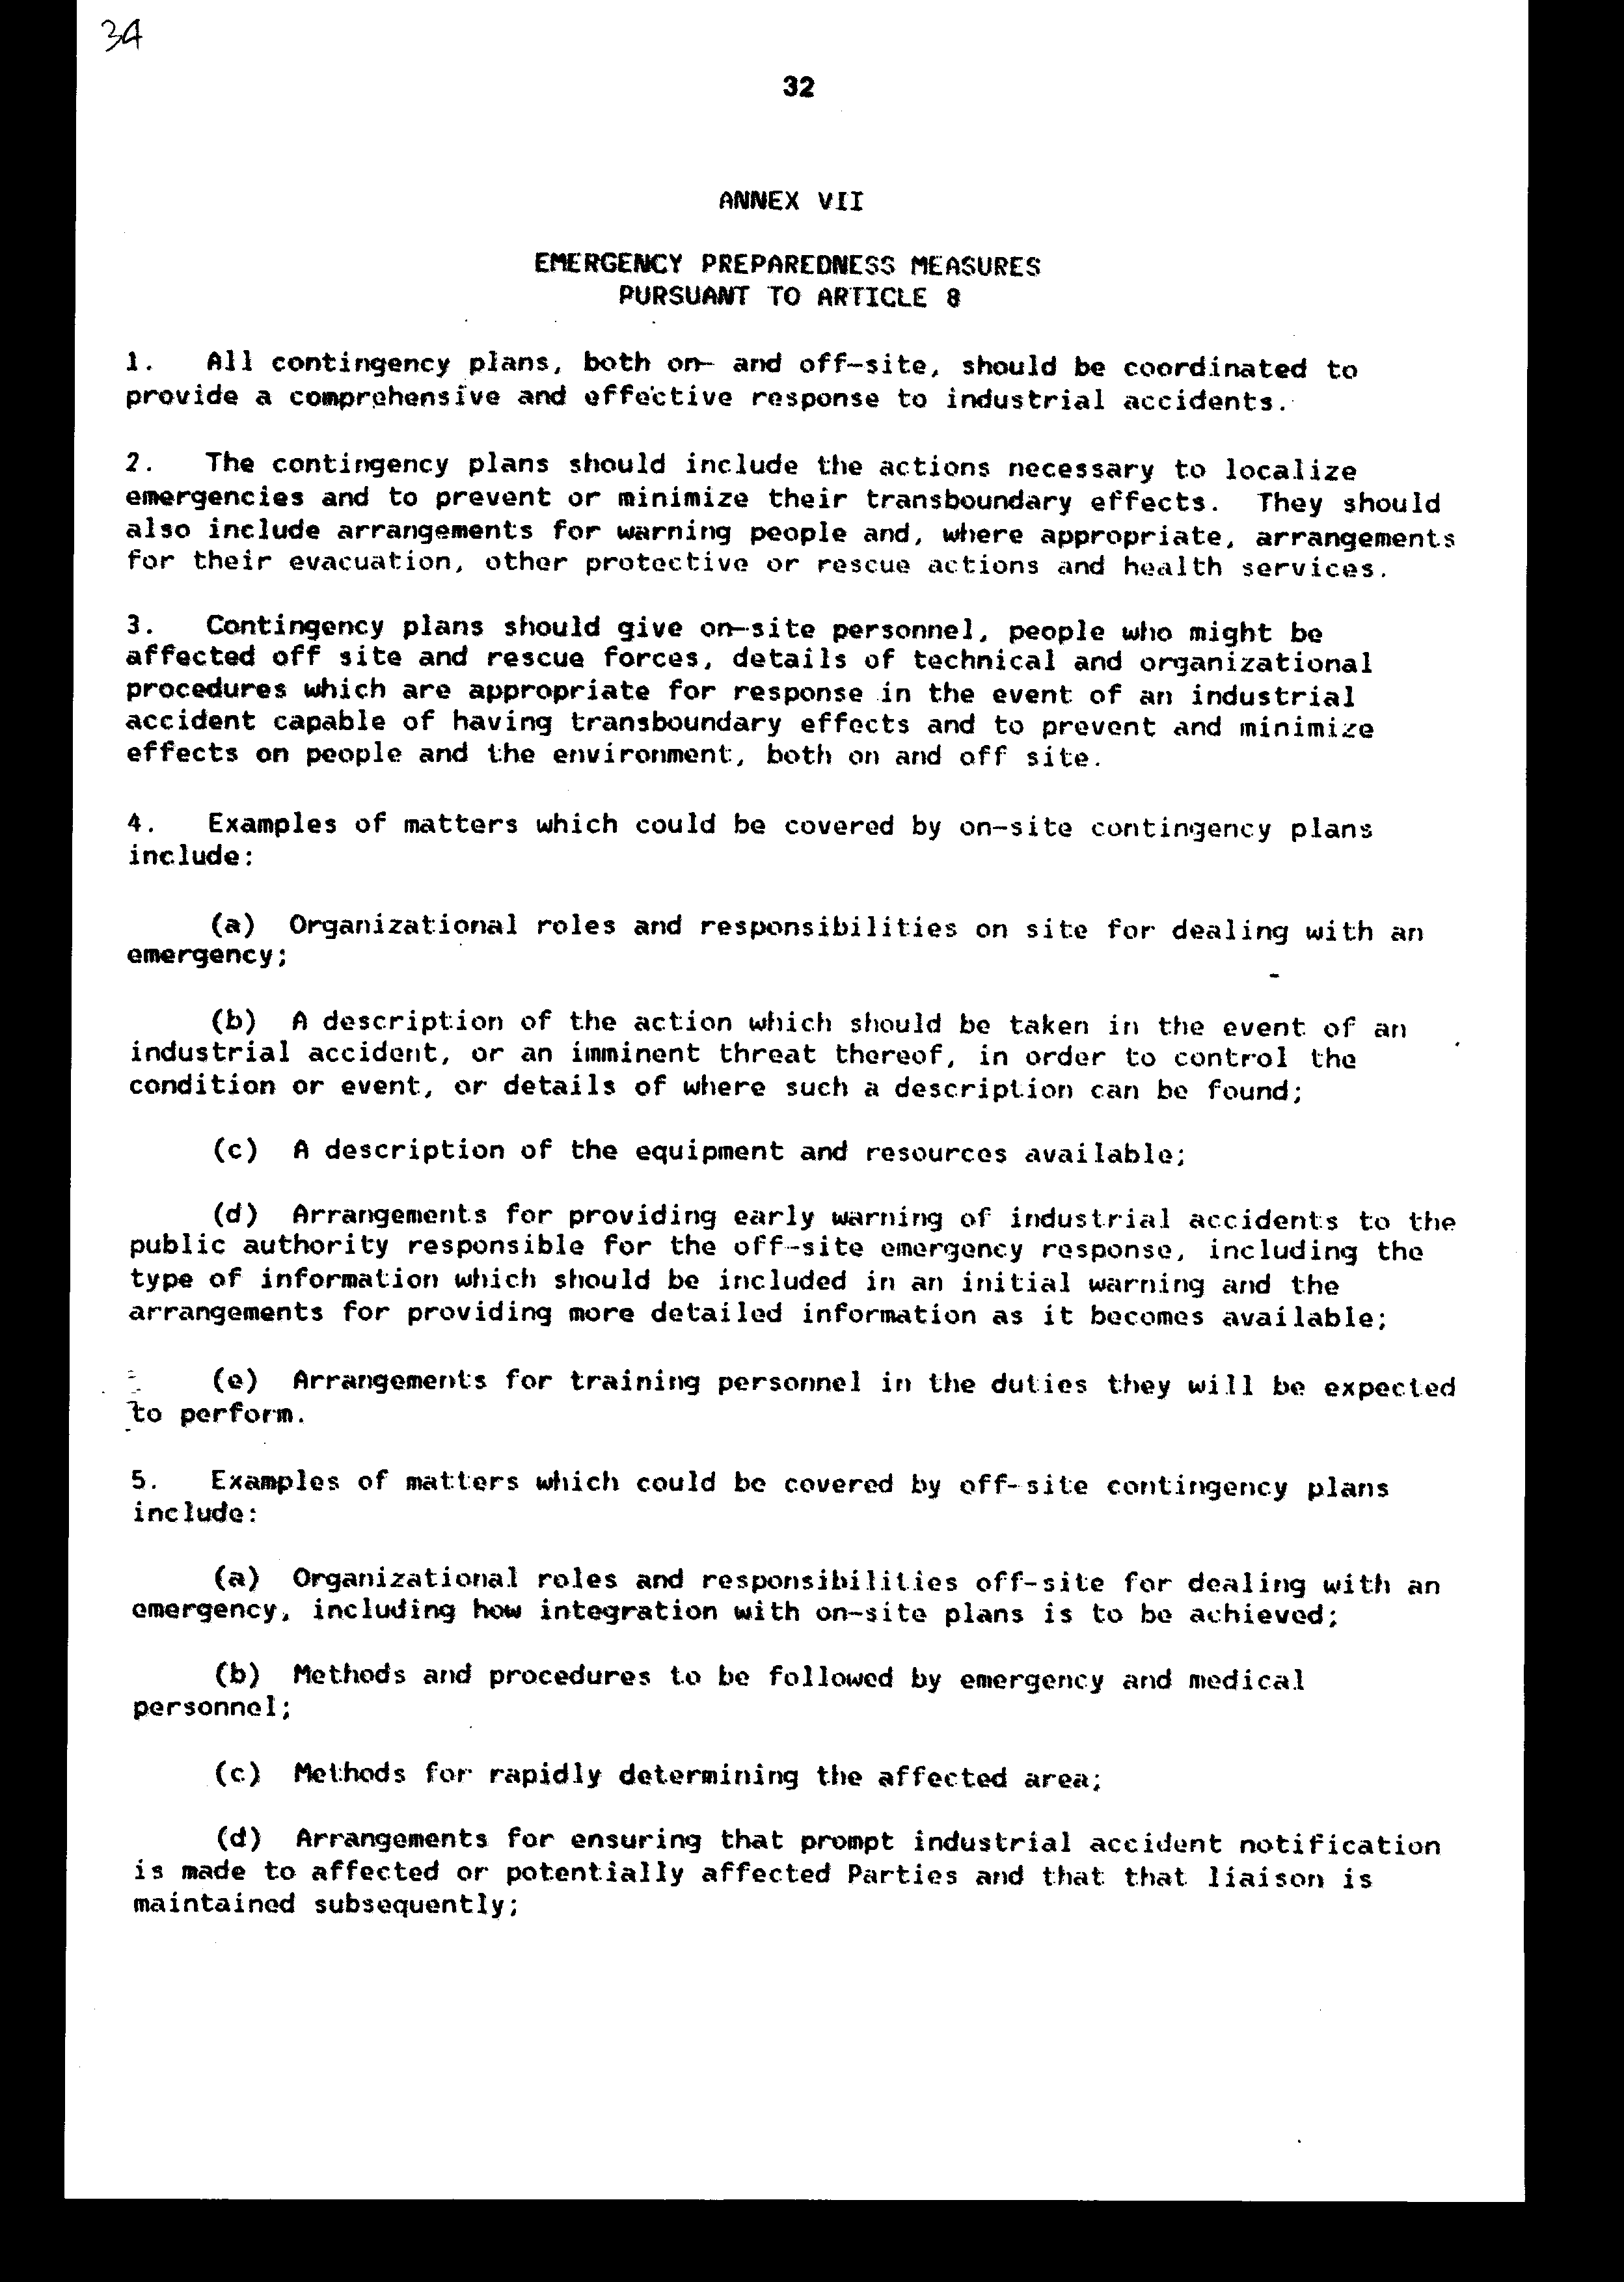 34
32
ANNEX VII
EMERGENCY PREPAREDNESS MEASURES
PURSUANT TO ARTICLE 8
1. All contingency plans, both on- and off-site, should be coordinated to
provide a comprehensive and effective response to industrial accidents.
2. The contingency plans should include the actions necessary to localize
emergencies and to prevent or minimize their transboundary effects. They should
also include arrangements for warning people and, where appropriate, arrangements
for their evacuation, other protective or rescue actions and health services.
3. Contingency plans should give on-site personnel, people who might be
affected off site and rescue forces, details of technical and organizational
procedures which are appropriate for response in the event of an industrial
accident capable of having transboundary effects and to prevent and minimize
effects on people and the environment, both on and off site.
4. Examples of matters which could be covered by on-site contingency plans
include:
(a) Organizational roles and responsibilities on site for dealing with an
emergency;
(b) A description of the action which should be taken in the event of an
industrial accident, or an imminent threat thereof, in order to control the
condition or event, or details of where such a description can be found;
(c) A description of the equipment and resources available;
(d) Arrangements for providing early warning of industrial accidents to the
public authority responsible for the off-site emergency response, including the
type of information which should be included in an initial warning and the
arrangements for providing more detailed information as it becomes available;
(e) Arrangements for training personnel in the duties they will be expected
to perform.
5. Examples of matters which could be covered by off-site contingency plans
include:
(a) Organizational roles and responsibilities off-site for dealing with an
emergency, including how integration with on-site plans is to be achieved;
(b) Methods and procedures to be followed by emergency and medical
personnel;
(c) Methods for rapidly determining the affected area;
(d) Arrangements for ensuring that prompt industrial accident notification
is made to affected or potentially affected Parties and that that liaison is
maintained subsequently;